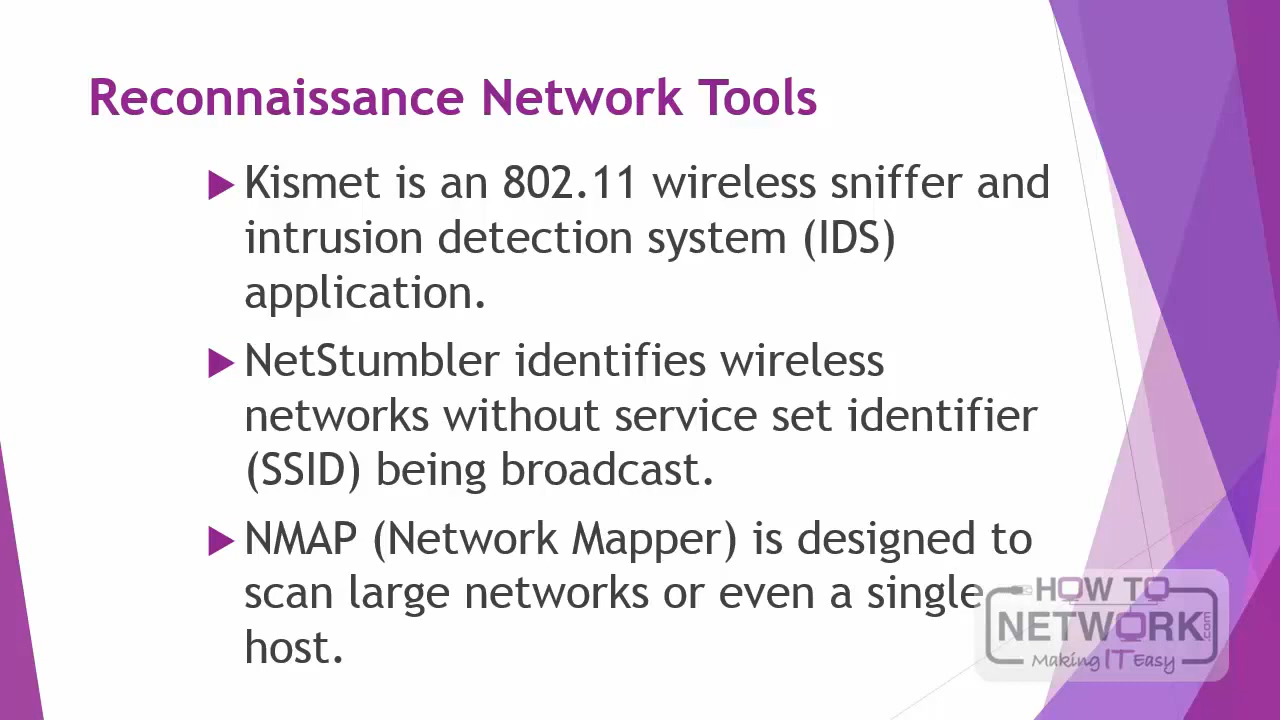 Reconnaissance Network Tools
Kismet is an 802.11 wireless sniffer and
intrusion detection system (IDS)
application.
NetStumbler identifies wireless
networks without service set identifier
(SSID) being broadcast.
NMAP (Network Mapper) is designed to
scan large networks or even a single
host.
HOW TO
NETWORK.com
Making IT Easy